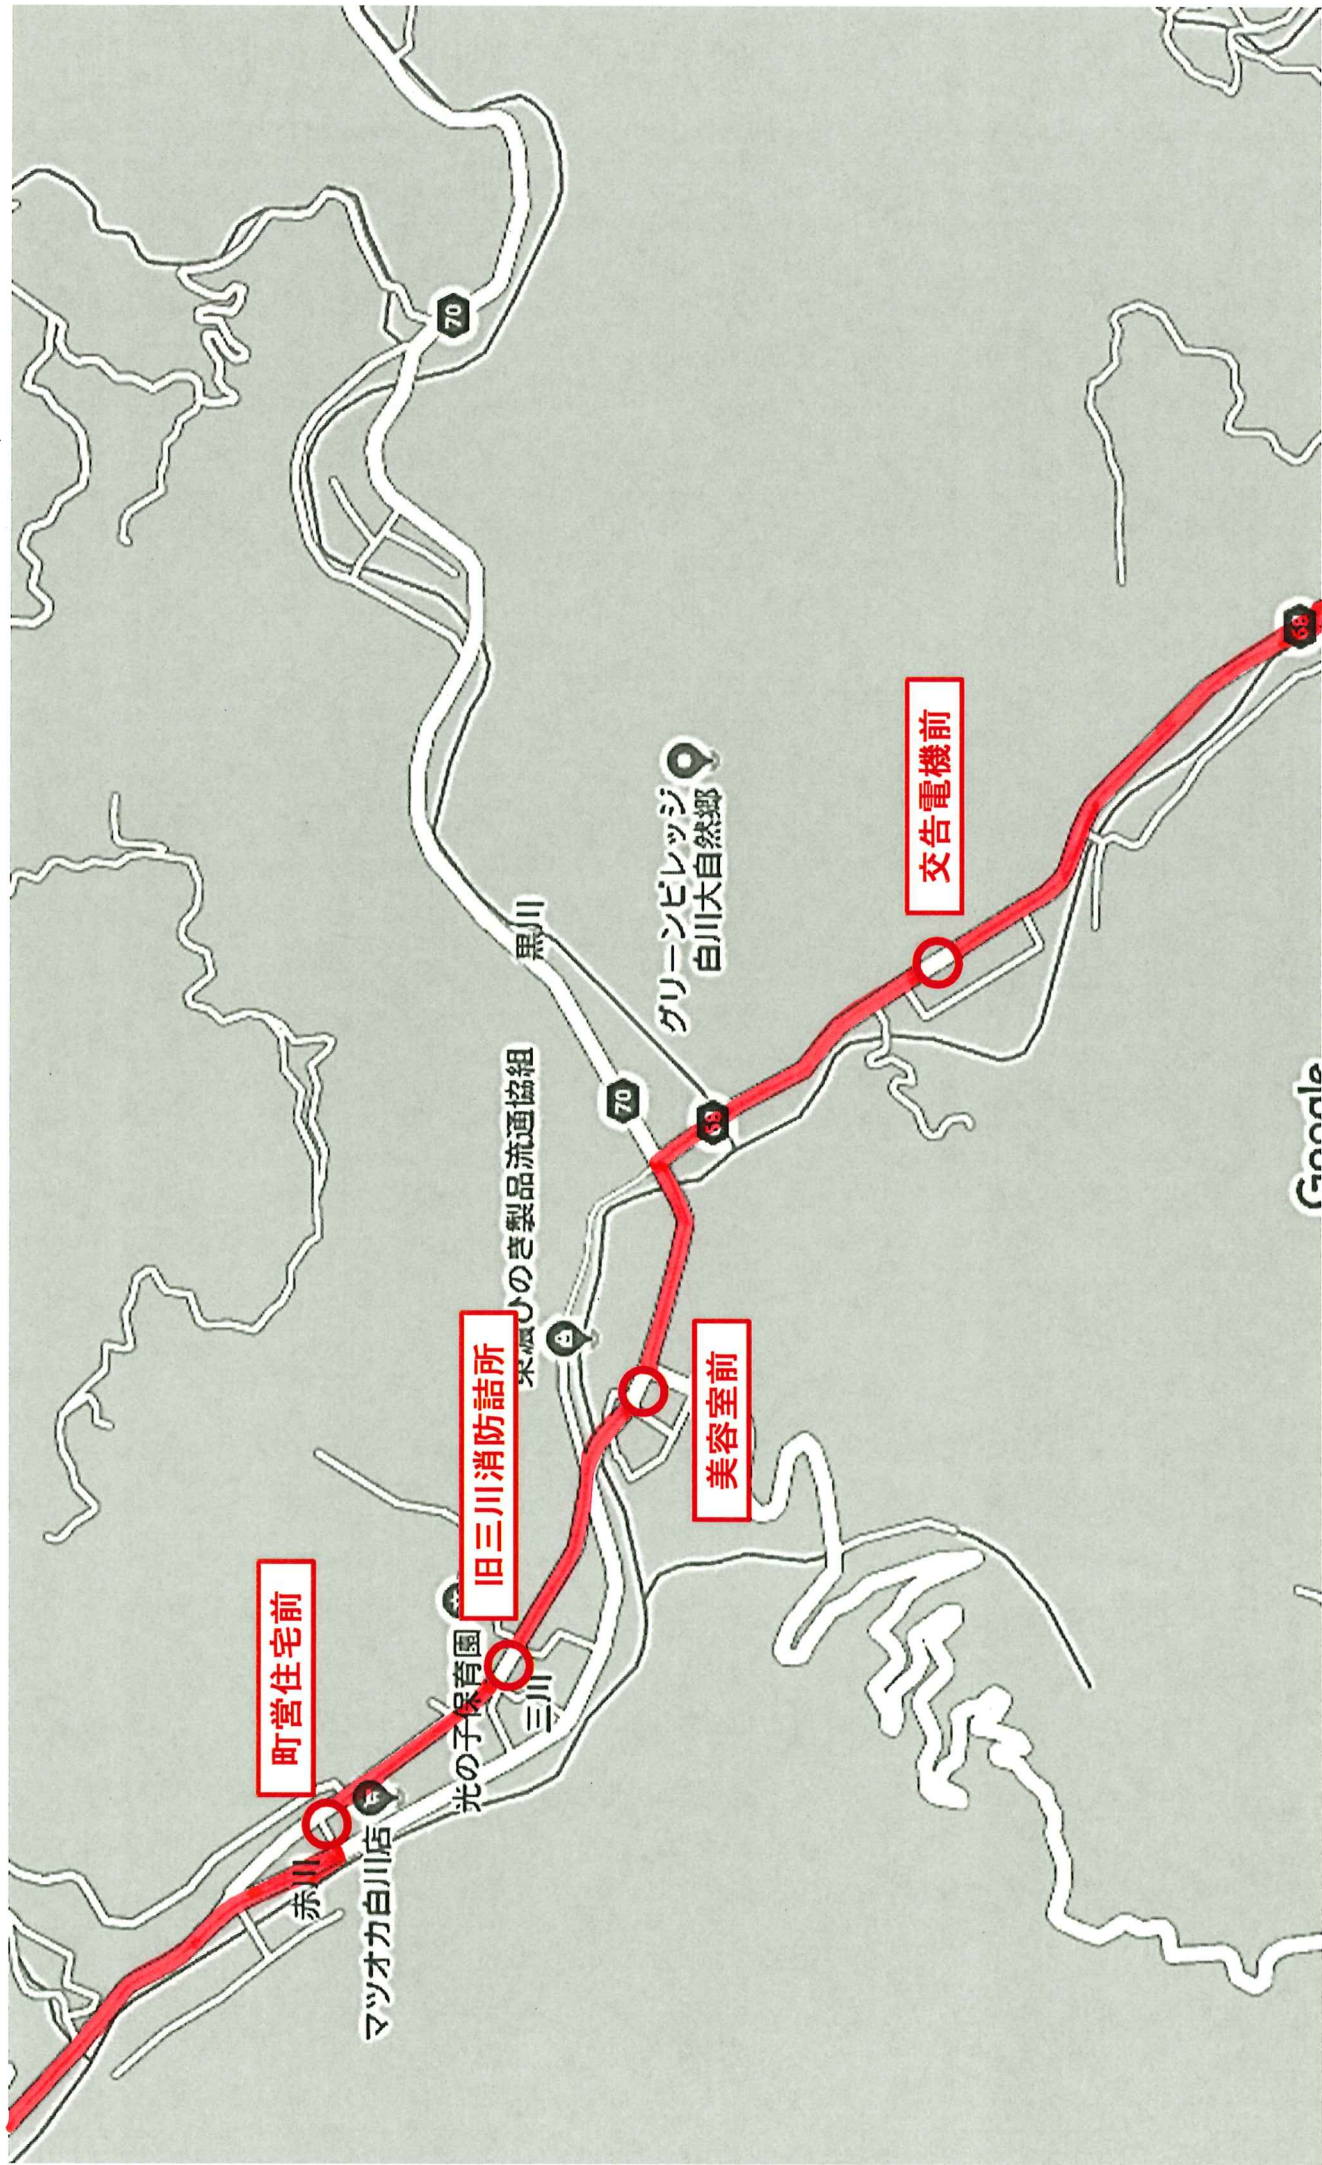 町営住宅前
赤川
マツオカ白川店
旧三川消防詰所
光の子保育園
三川
東濃ひのき製品流通協組
美容室前
黒川
70
70
68
グリーンビレッジ
白川大自然郷
交告電機前
68
Google